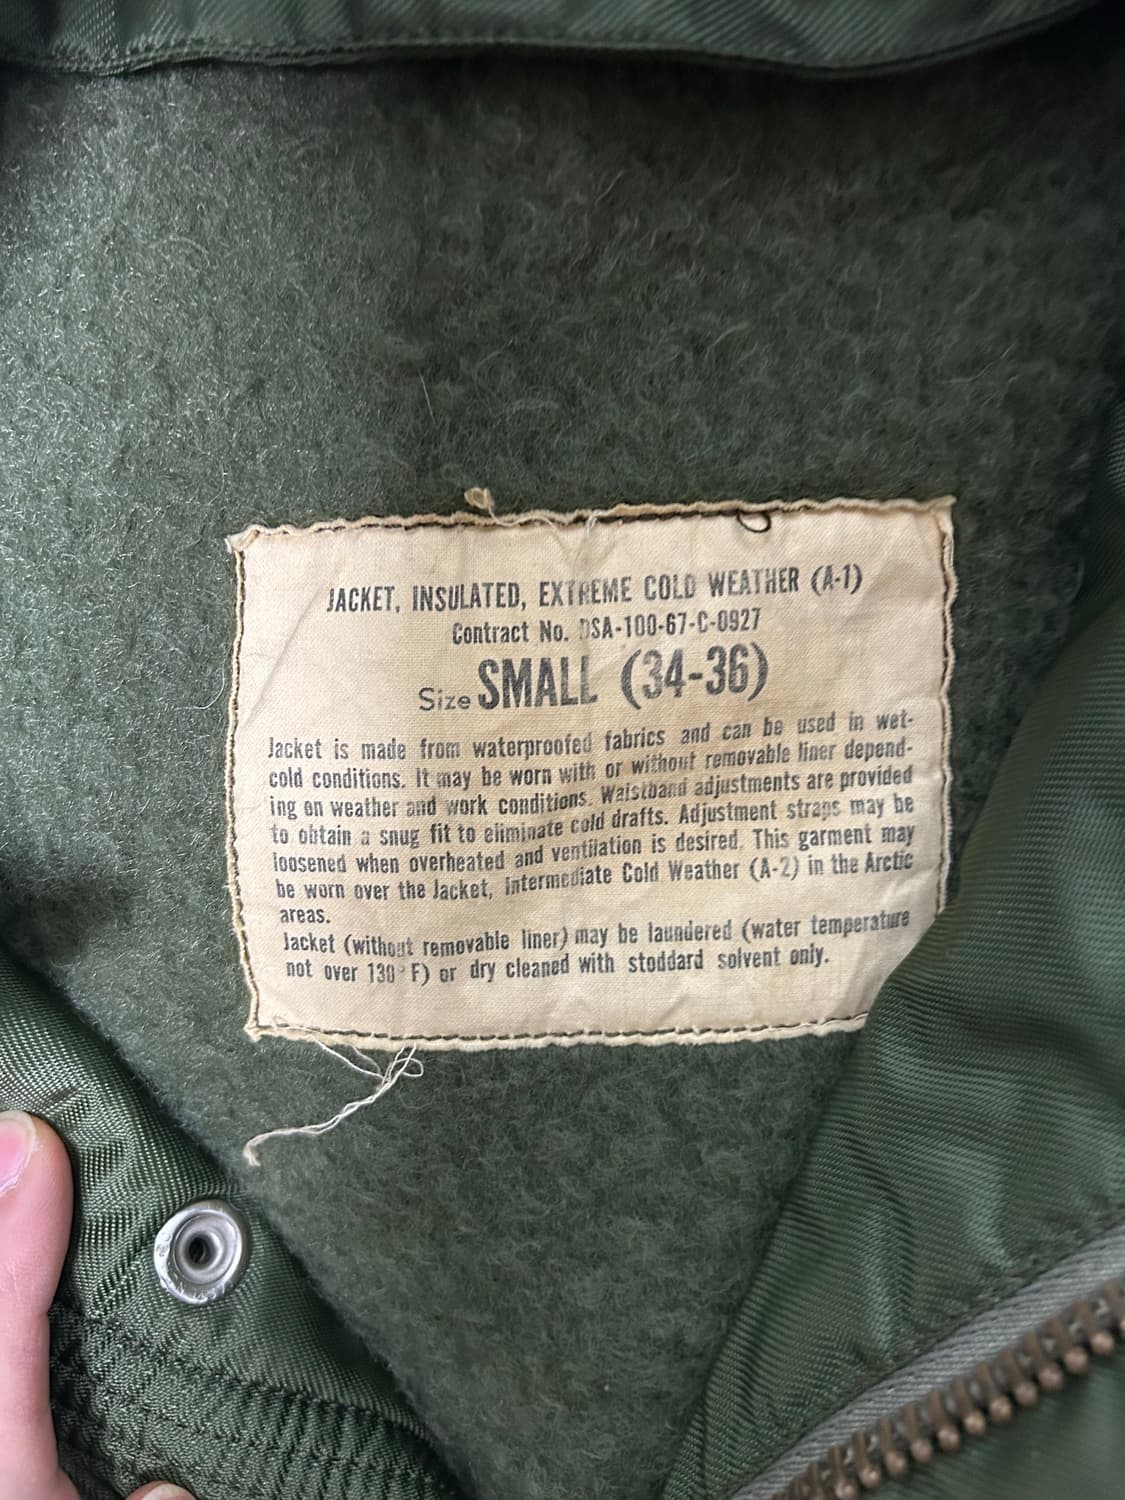 JACKET, INSULATED, EXTREME COLD WEATHER (A-1)
Contract No. DSA-100-67-C-0927
Size SMALL (34-36)
Jacket is made from waterproofed fabrics and can be used in wet-
cold conditions. It may be worn with or without removable liner depend-
ing on weather and work conditions. Waistband adjustments are provided
to obtain a snug fit to eliminate cold drafts. Adjustment straps may be
loosened when overheated and ventilation is desired. This garment may
be worn over the Jacket, Intermediate Cold Weather (A-2) in the Arctic
areas.
Jacket (without removable liner) may be laundered (water temperature
not over 130°F) or dry cleaned with stoddard solvent only.